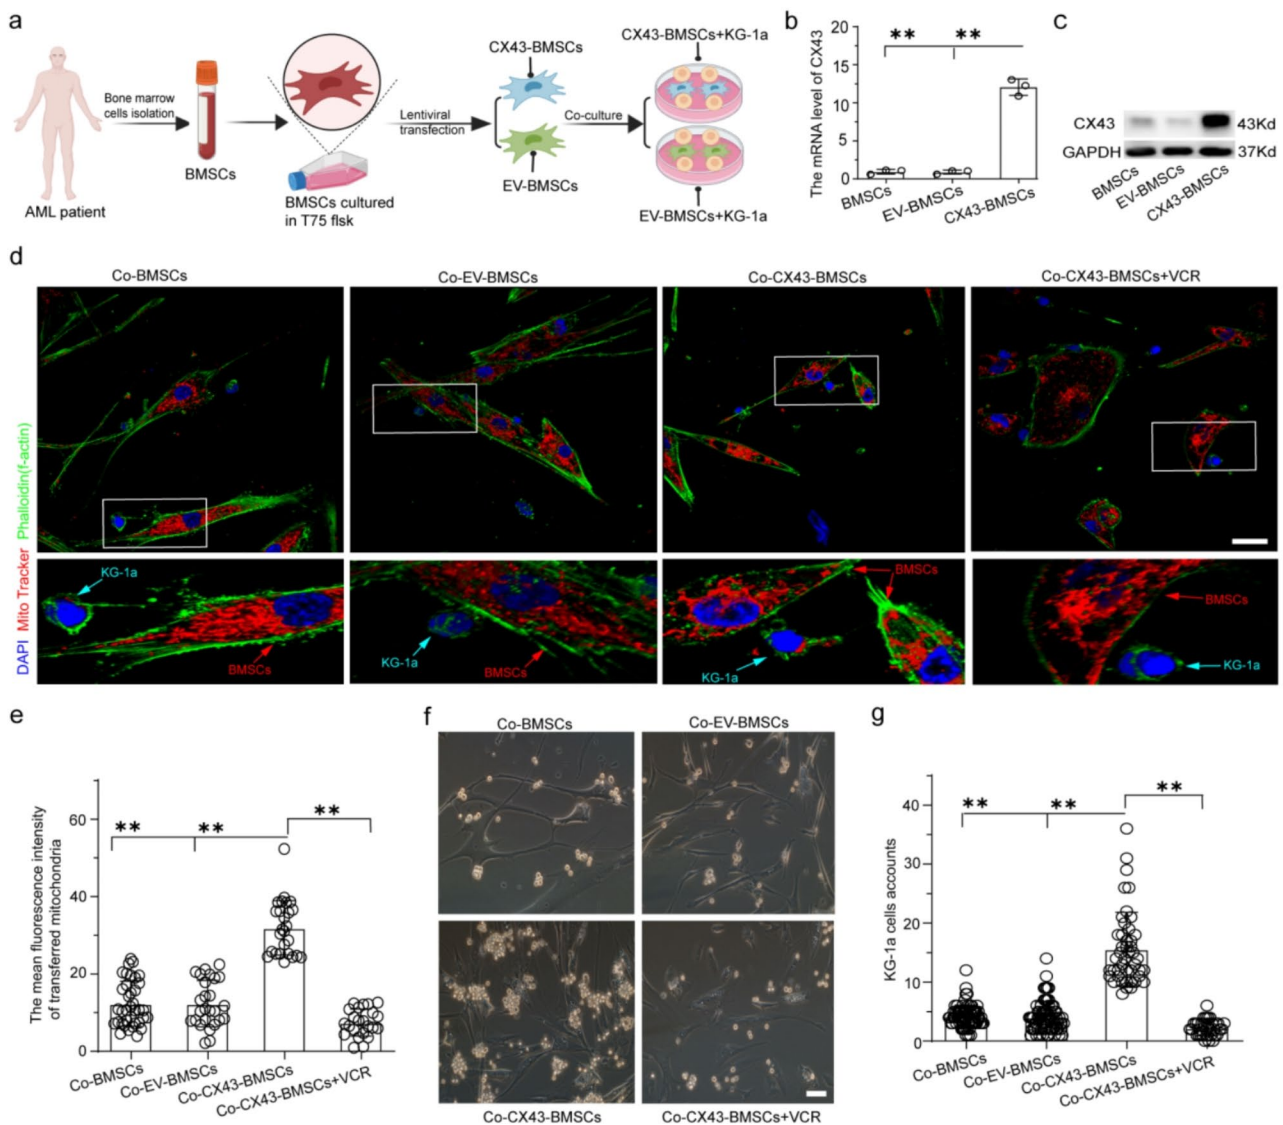 a
AML patient
Bone marrow
cells isolation
BMSCs
BMSCs cultured
in T75 flsk
Lentiviral
transfection
CX43-BMSCs
EV-BMSCs
Co-culture
CX43-BMSCs+KG-1a
EV-BMSCs+KG-1a
b
The mRNA level of CX43
20
15
10
5
0
** **
BMSCs
EV-BMSCs
CX43-BMSCs
c
CX43 43Kd
GAPDH 37Kd
BMSCs
EV-BMSCs
CX43-BMSCs
d
Co-BMSCs
Co-EV-BMSCs
Co-CX43-BMSCs
Co-CX43-BMSCs+VCR
DAPI Mito Tracker Phalloidin(f-actin)
KG-1a
BMSCs
KG-1a
BMSCs
BMSCs
KG-1a
BMSCs
KG-1a
e
The mean fluorescence intensity
of transferred mitochondria
60
40
20
0
** ** **
Co-BMSCs
Co-EV-BMSCs
Co-CX43-BMSCs
Co-CX43-BMSCs+VCR
f
Co-BMSCs
Co-EV-BMSCs
Co-CX43-BMSCs
Co-CX43-BMSCs+VCR
g
KG-1a cells accounts
40
30
20
10
0
** ** **
Co-BMSCs
Co-EV-BMSCs
Co-CX43-BMSCs
Co-CX43-BMSCs+VCR